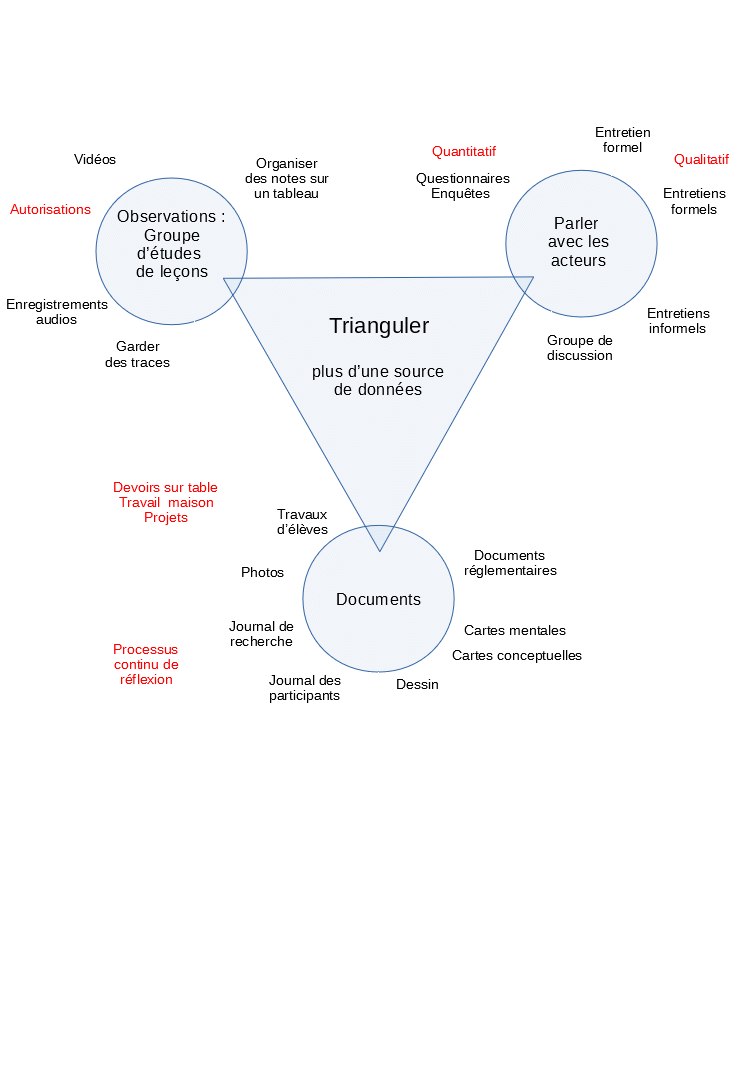 Vidéos
Organiser
des notes sur
un tableau
Autorisations
Observations :
Groupe
d’études
de leçons
Enregistrements
audios
Garder
des traces
Quantitatif
Questionnaires
Enquêtes
Entretien
formel
Qualitatif
Entretiens
formels
Parler
avec les
acteurs
Entretiens
informels
Groupe de
discussion
Trianguler
plus d’une source
de données
Devoirs sur table
Travail  maison
Projets
Travaux
d’élèves
Photos
Documents
réglementaires
Documents
Journal de
recherche
Cartes mentales
Cartes conceptuelles
Processus
continu de
réflexion
Journal des
participants
Dessin